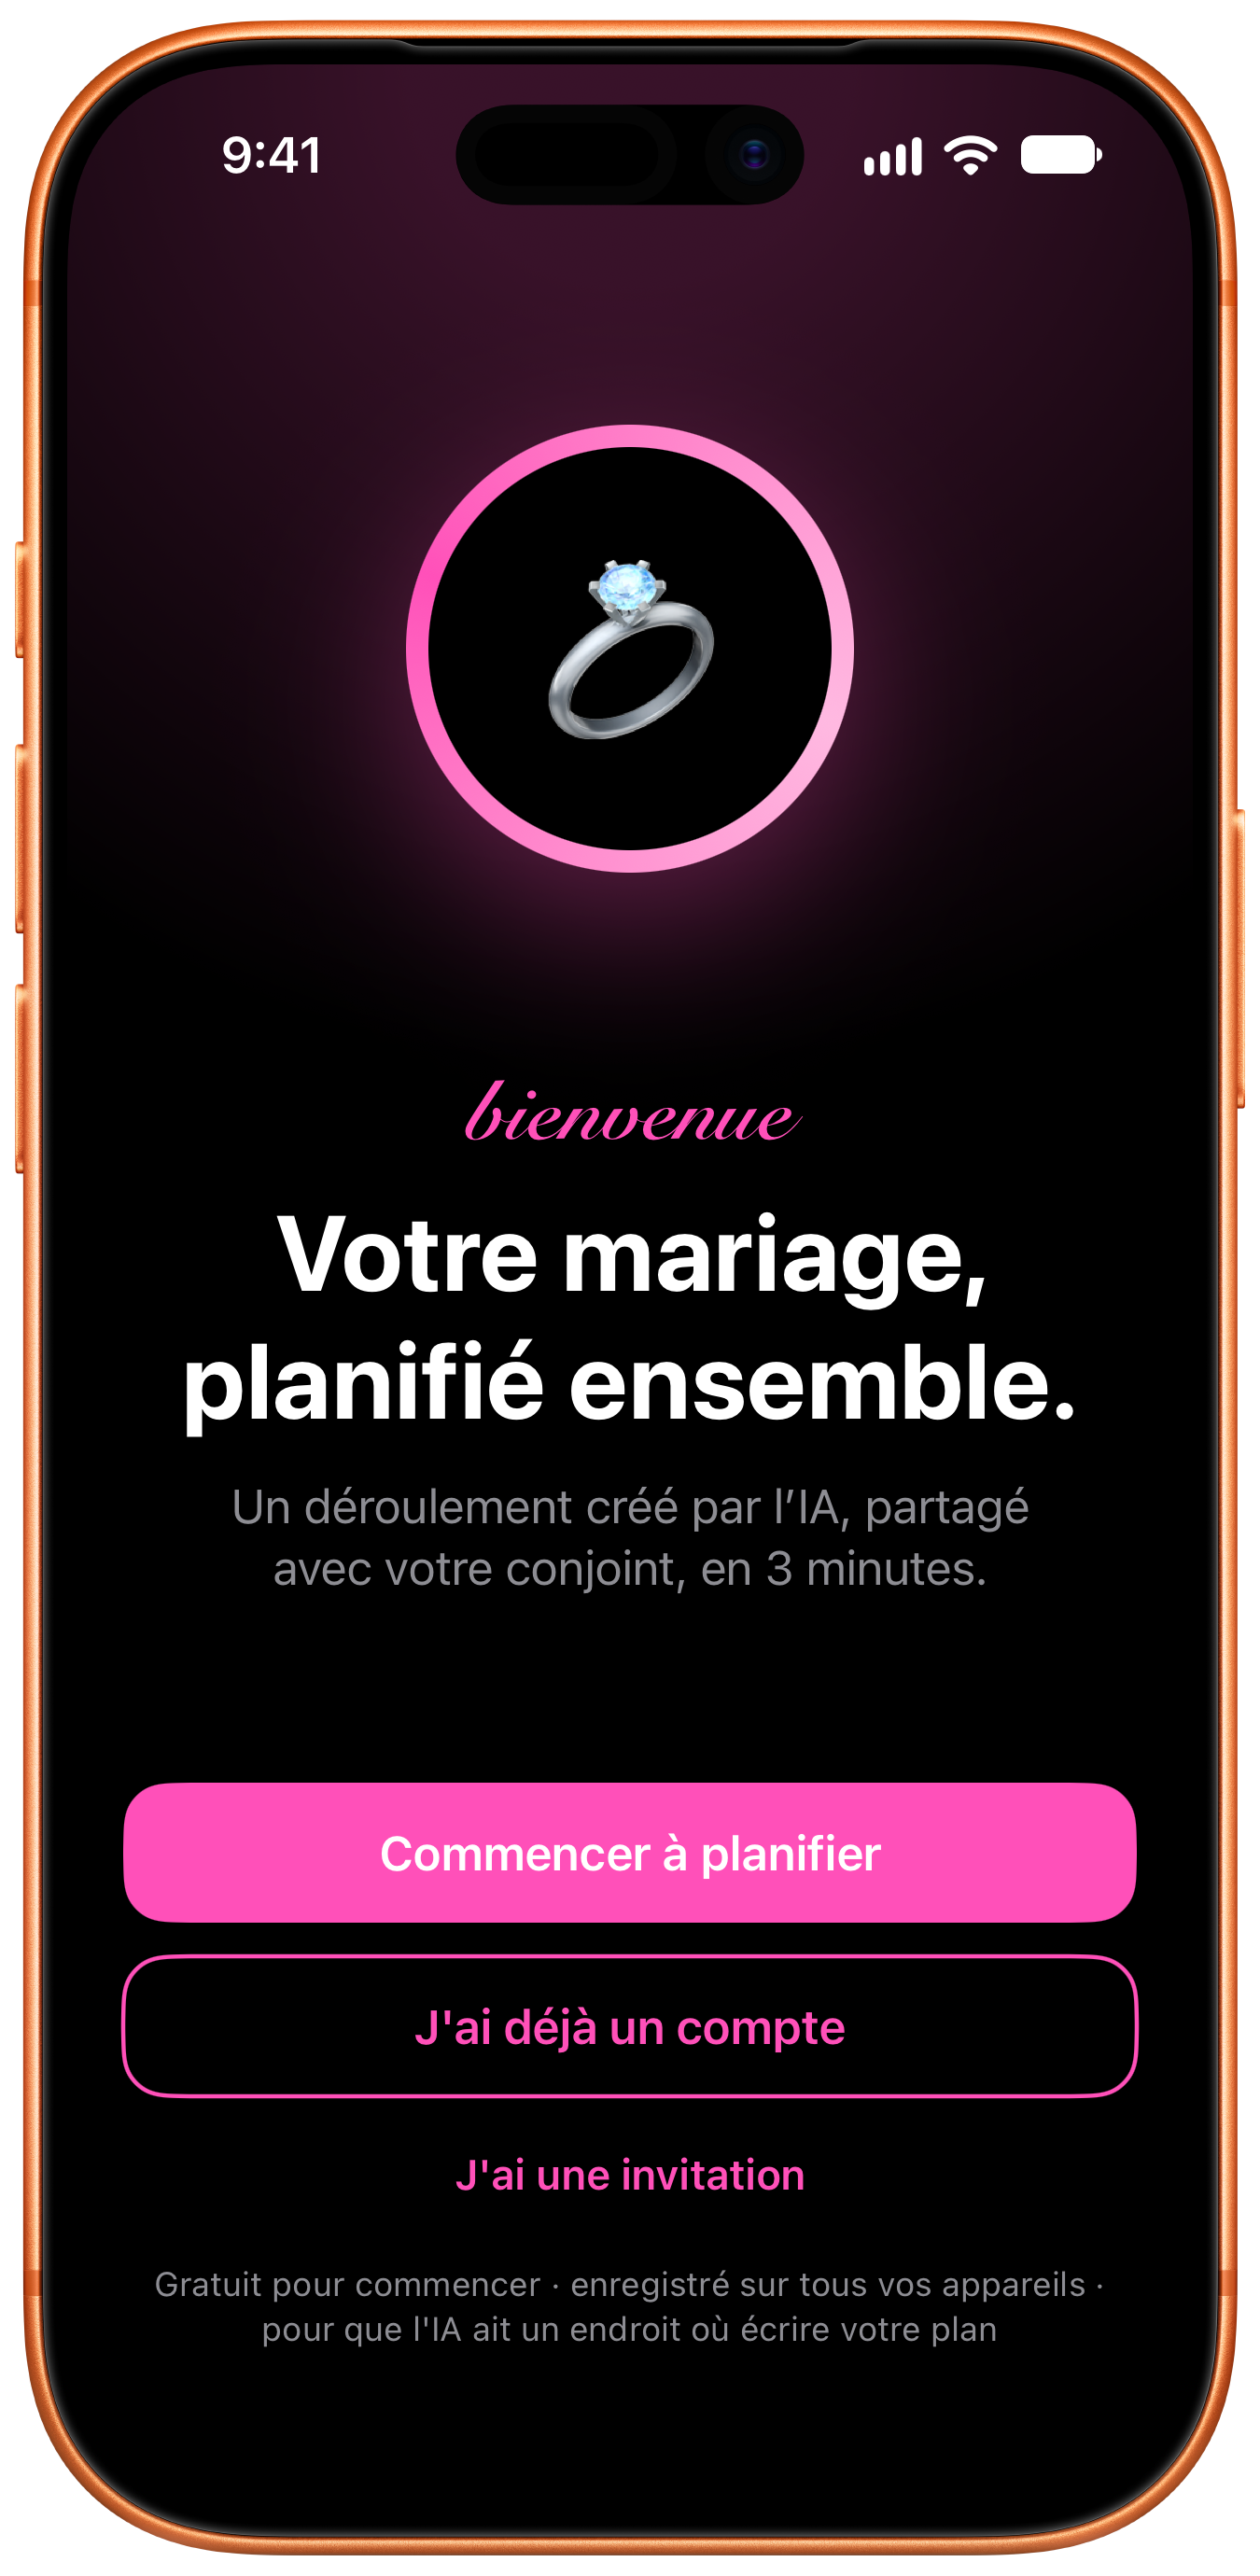 9:41
bienvenue
Votre mariage,
planifié ensemble.
Un déroulement créé par l’IA, partagé
avec votre conjoint, en 3 minutes.
Commencer à planifier
J'ai déjà un compte
J'ai une invitation
Gratuit pour commencer · enregistré sur tous vos appareils ·
pour que l'IA ait un endroit où écrire votre plan